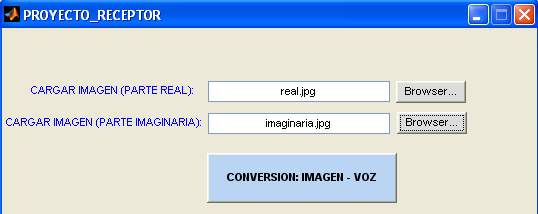 PROYECTO_RECEPTOR
CARGAR IMAGEN (PARTE REAL): real.jpg Browser...
CARGAR IMAGEN (PARTE IMAGINARIA): imaginaria.jpg Browser...
CONVERSION: IMAGEN - VOZ